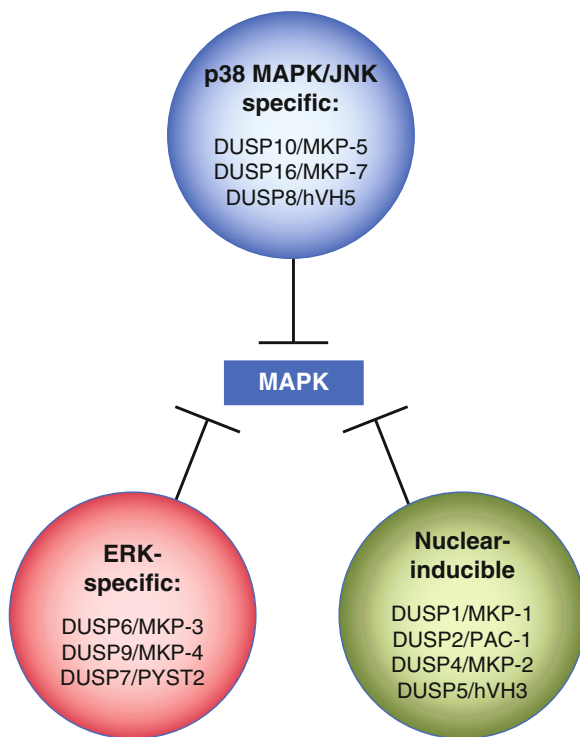 p38 MAPK/JNK
specific:
DUSP10/MKP-5
DUSP16/MKP-7
DUSP8/hVH5
MAPK
ERK-
specific:
DUSP6/MKP-3
DUSP9/MKP-4
DUSP7/PYST2
Nuclear-
inducible
DUSP1/MKP-1
DUSP2/PAC-1
DUSP4/MKP-2
DUSP5/hVH3